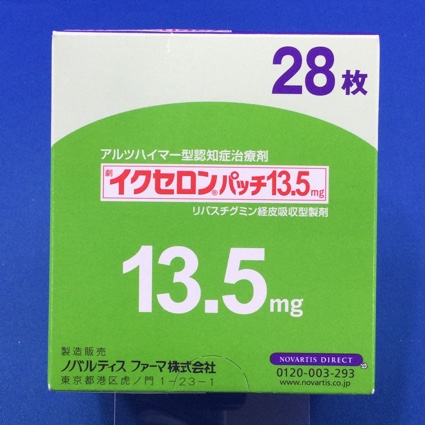 28枚
アルツハイマー型認知症治療剤
劇 イクセロン®パッチ13.5mg
リバスチグミン経皮吸収型製剤
13.5mg
製造販売
ノバルティス ファーマ株式会社
東京都港区虎ノ門1-23-1
NOVARTIS DIRECT
0120-003-293
www.novartis.co.jp